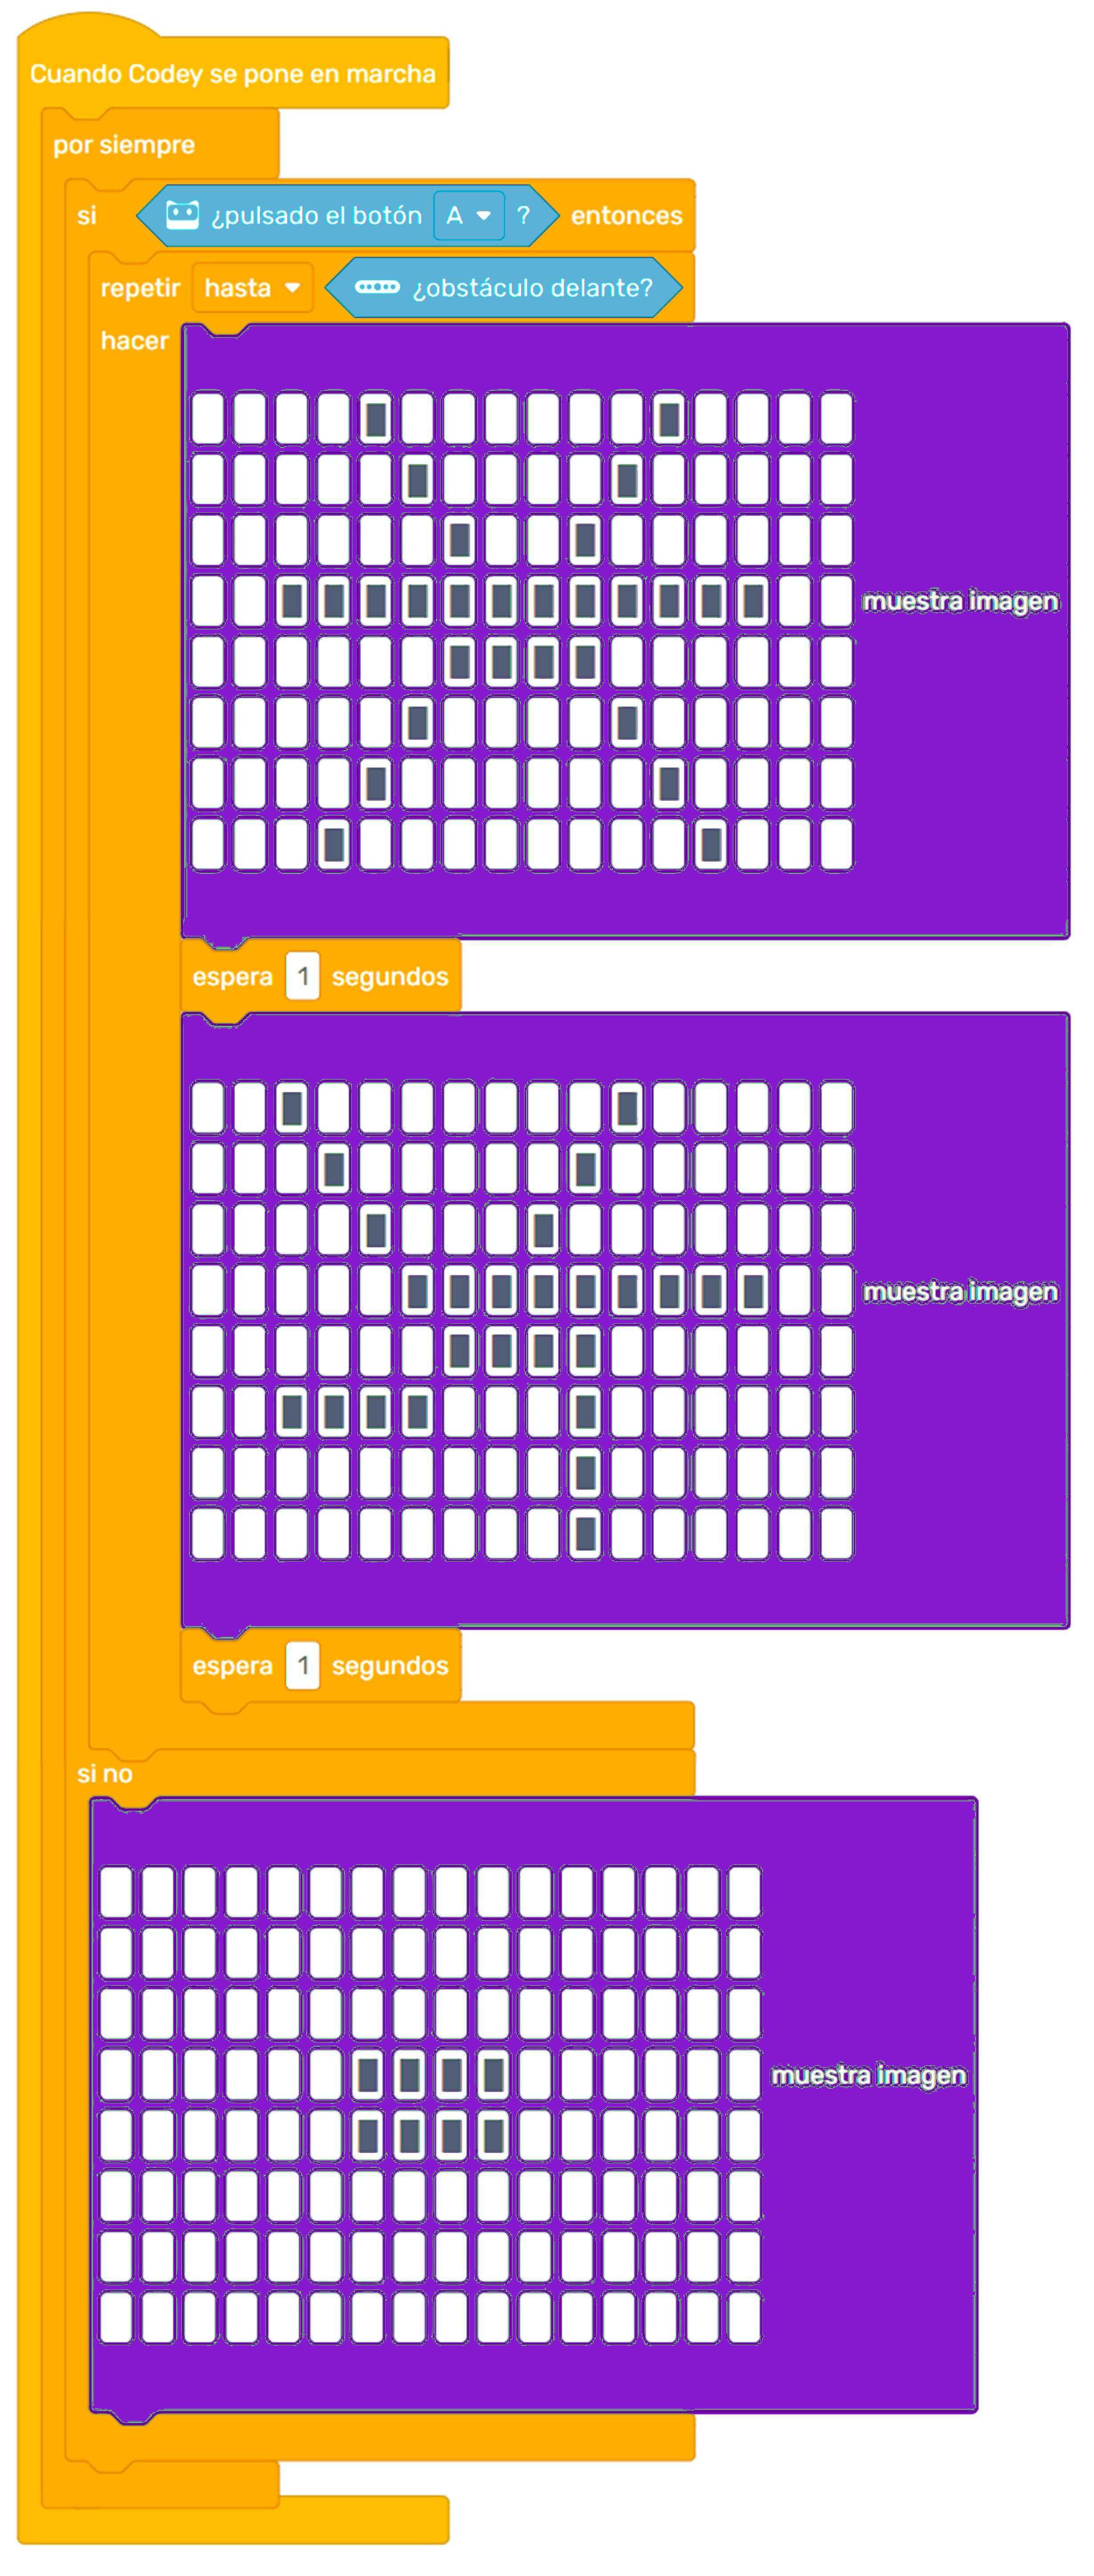 Cuando Codey se pone en marcha
por siempre
si ¿pulsado el botón A ? entonces
repetir hasta ¿obstáculo delante?
hacer
muestra imagen
espera 1 segundos
muestra imagen
espera 1 segundos
si no
muestra imagen